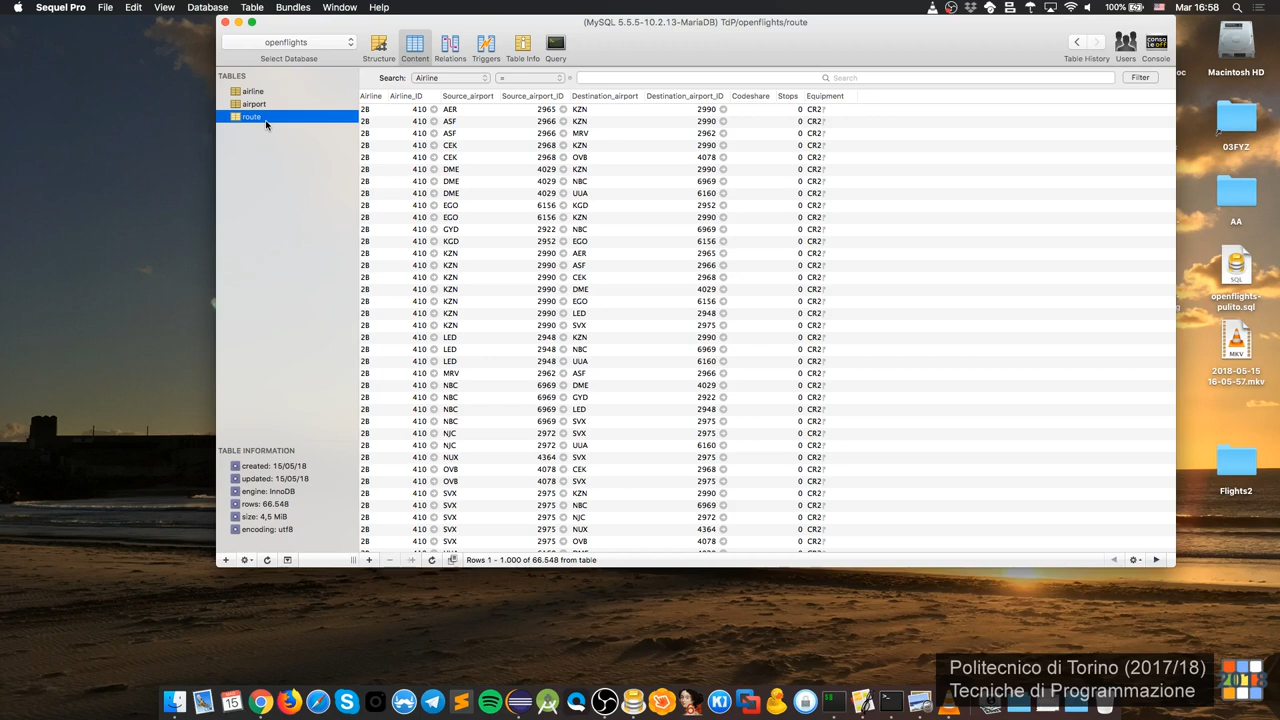 Sequel Pro File Edit View Database Table Bundles Window Help 100% Mar 16:58
(MySQL 5.5.5-10.2.13-MariaDB) TdP/openflights/route
openflights
Select Database Structure Content Relations Triggers Table Info Query Table History Users Console
TABLES
airline
airport
route
Search: Airline = = Search Filter
Airline Airline_ID Source_airport Source_airport_ID Destination_airport Destination_airport_ID Codeshare Stops Equipment
2B 410 AER 2965 KZN 2990 0 CR2
2B 410 ASF 2966 KZN 2990 0 CR2
2B 410 ASF 2966 MRV 2962 0 CR2
2B 410 CEK 2968 KZN 2990 0 CR2
2B 410 CEK 2968 OVB 4078 0 CR2
2B 410 DME 4029 KZN 2990 0 CR2
2B 410 DME 4029 NBC 6969 0 CR2
2B 410 DME 4029 UUA 6160 0 CR2
2B 410 EGO 6156 KGD 2952 0 CR2
2B 410 EGO 6156 KZN 2990 0 CR2
2B 410 GYD 2922 NBC 6969 0 CR2
2B 410 KGD 2952 EGO 6156 0 CR2
2B 410 KZN 2990 AER 2965 0 CR2
2B 410 KZN 2990 ASF 2966 0 CR2
2B 410 KZN 2990 CEK 2968 0 CR2
2B 410 KZN 2990 DME 4029 0 CR2
2B 410 KZN 2990 EGO 6156 0 CR2
2B 410 KZN 2990 LED 2948 0 CR2
2B 410 KZN 2990 SVX 2975 0 CR2
2B 410 LED 2948 KZN 2990 0 CR2
2B 410 LED 2948 NBC 6969 0 CR2
2B 410 LED 2948 UUA 6160 0 CR2
2B 410 MRV 2962 ASF 2966 0 CR2
2B 410 NBC 6969 DME 4029 0 CR2
2B 410 NBC 6969 GYD 2922 0 CR2
2B 410 NBC 6969 LED 2948 0 CR2
2B 410 NBC 6969 SVX 2975 0 CR2
2B 410 NJC 2972 SVX 2975 0 CR2
2B 410 NJC 2972 UUA 6160 0 CR2
2B 410 NUX 4364 SVX 2975 0 CR2
2B 410 OVB 4078 CEK 2968 0 CR2
2B 410 OVB 4078 SVX 2975 0 CR2
2B 410 SVX 2975 KZN 2990 0 CR2
2B 410 SVX 2975 NBC 6969 0 CR2
2B 410 SVX 2975 NJC 2972 0 CR2
2B 410 SVX 2975 NUX 4364 0 CR2
2B 410 SVX 2975 OVB 4078 0 CR2
TABLE INFORMATION
created: 15/05/18
updated: 15/05/18
engine: InnoDB
rows: 66.548
size: 4,5 MiB
encoding: utf8
Rows 1 - 1.000 of 66.548 from table
Macintosh HD
03FYZ
AA
SQL
openflights-
pulito.sql
MKV
2018-05-15
16-05-57.mkv
Flights2
Politecnico di Torino (2017/18)
Tecniche di Programmazione
2018
15